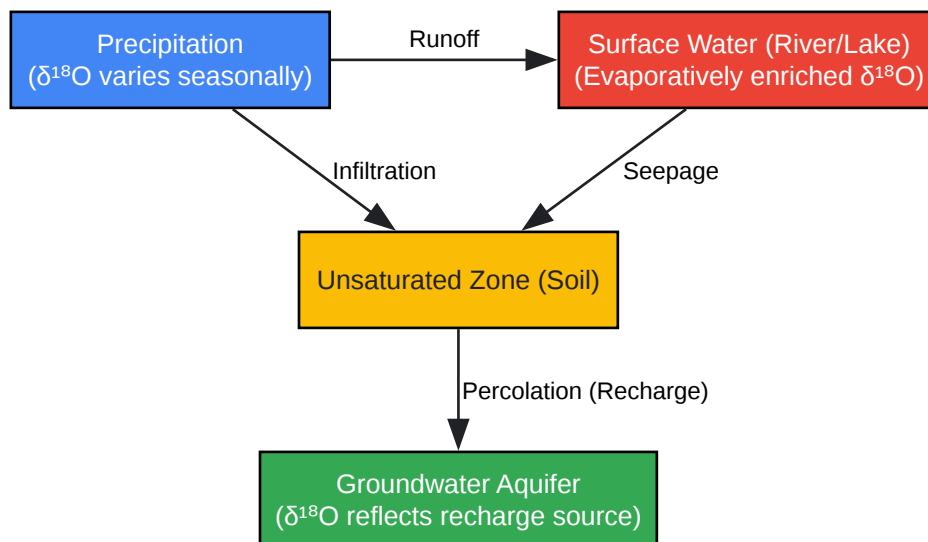 Precipitation
(δ¹⁸O varies seasonally)
Runoff
Surface Water (River/Lake)
(Evaporatively enriched δ¹⁸O)
Infiltration
Seepage
Unsaturated Zone (Soil)
Percolation (Recharge)
Groundwater Aquifer
(δ¹⁸O reflects recharge source)